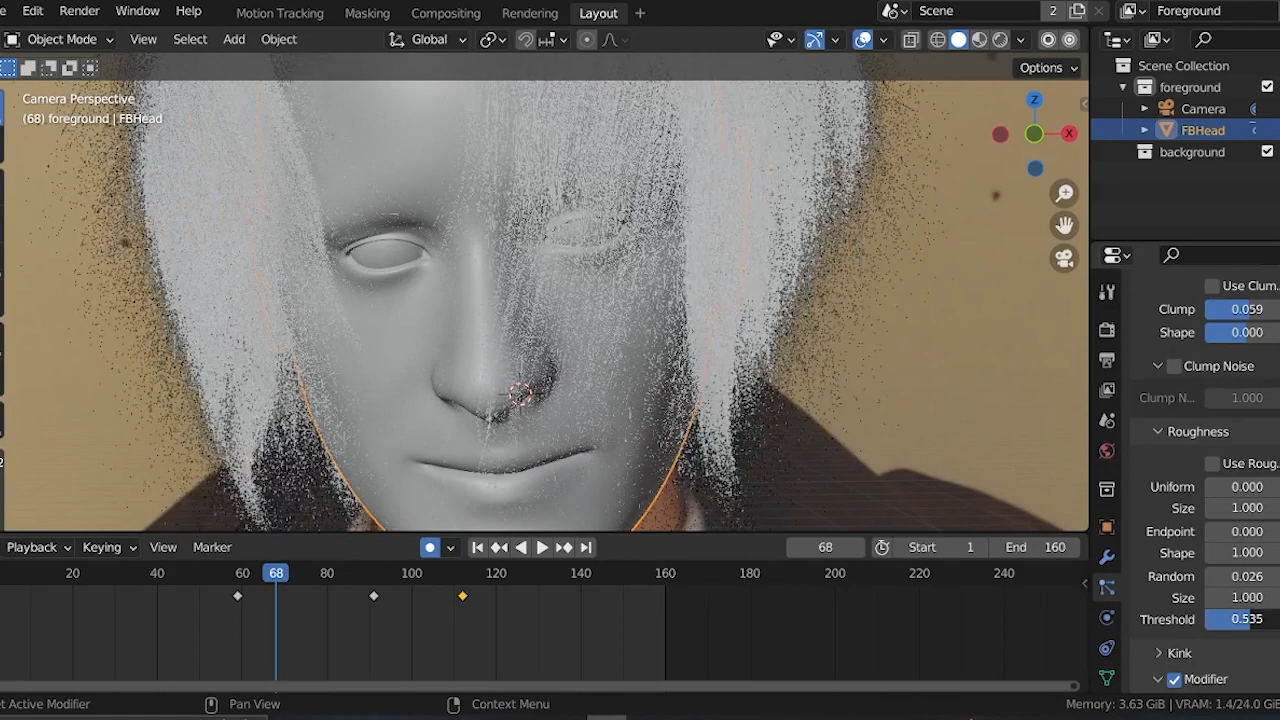 Edit Render Window Help Motion Tracking Masking Compositing Rendering Layout + Scene 2 Foreground
Object Mode View Select Add Object Global
Options
Camera Perspective
(68) foreground | FBHead
Z
X
Scene Collection
foreground
Camera
FBHead
background
Use Clum..
Clump 0.059
Shape 0.000
Clump Noise
Clump N... 1.000
Roughness
Use Roug..
Uniform 0.000
Size 1.000
Endpoint 0.000
Shape 1.000
Random 0.026
Size 1.000
Threshold 0.535
Kink
Modifier
Playback Keying View Marker 68 Start 1 End 160
20 40 60 68 80 100 120 140 160 180 200 220 240
et Active Modifier Pan View Context Menu Memory: 3.63 GiB | VRAM: 1.4/24.0 Gi